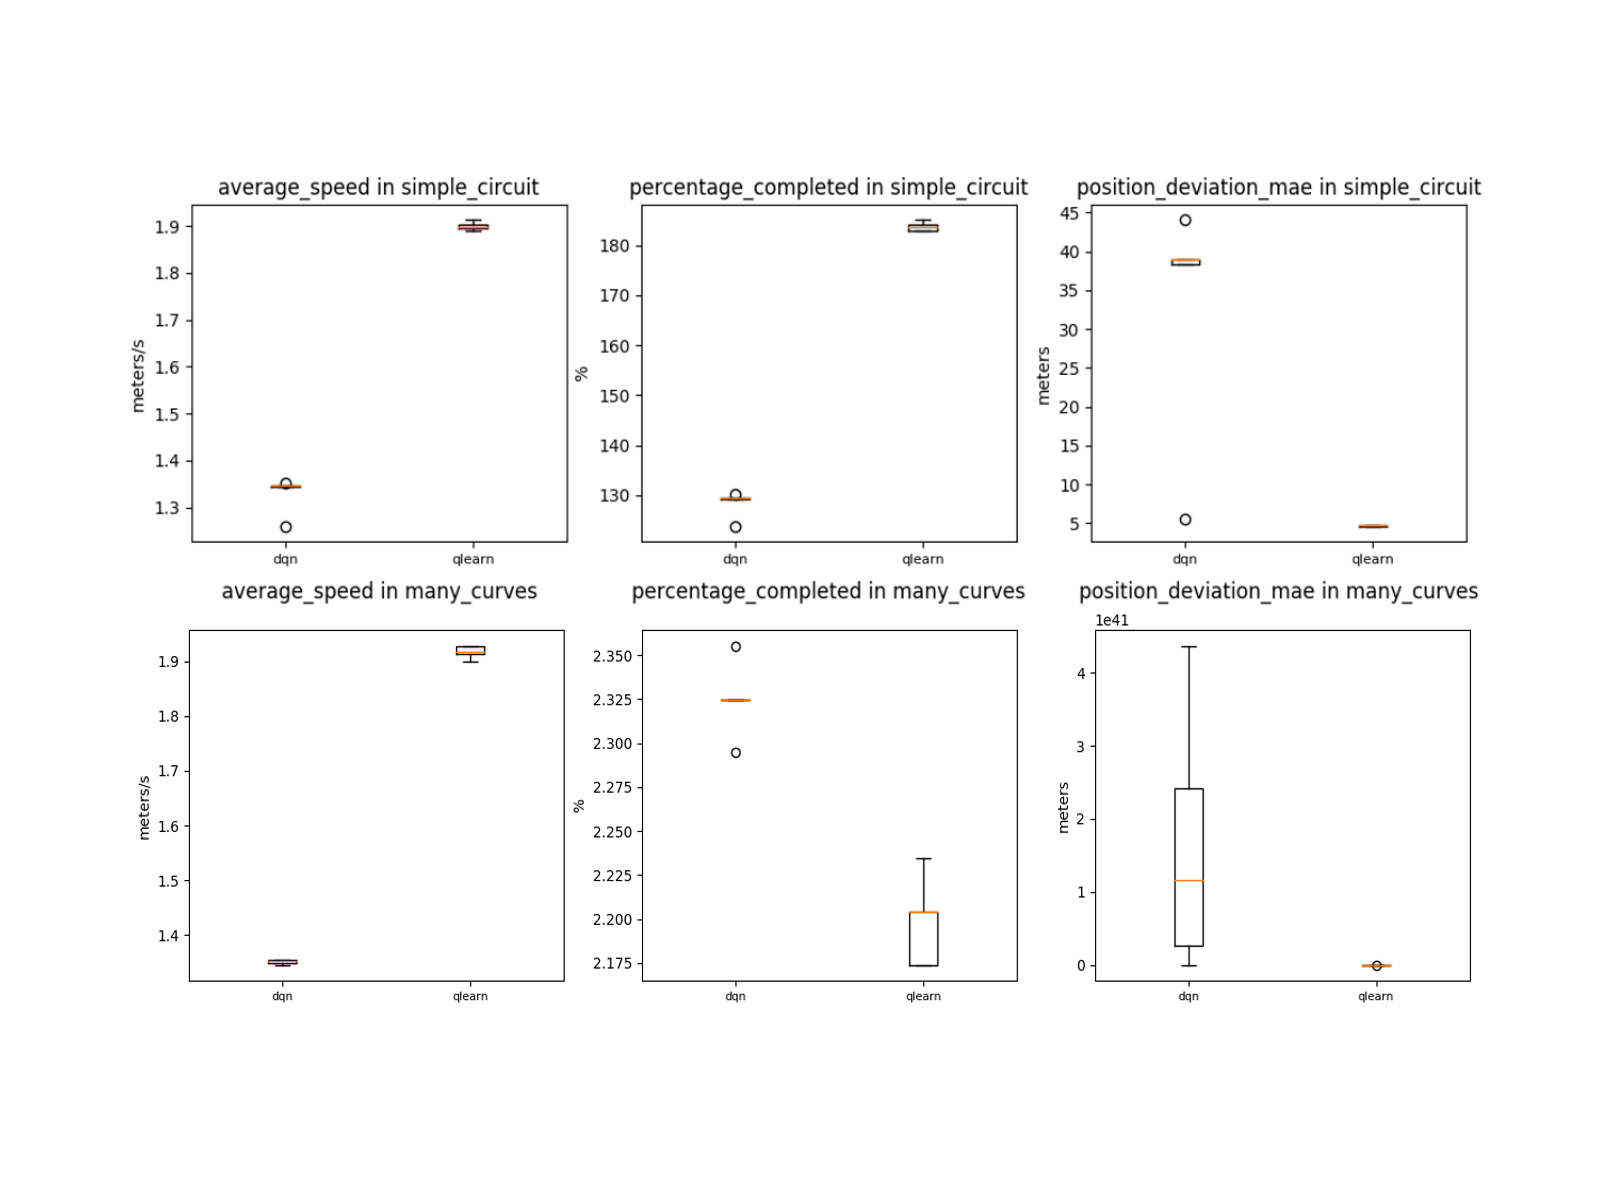 average_speed in simple_circuit
meters/s
1.9
1.8
1.7
1.6
1.5
1.4
1.3
dqn
qlearn
percentage_completed in simple_circuit
%
180
170
160
150
140
130
dqn
qlearn
position_deviation_mae in simple_circuit
meters
45
40
35
30
25
20
15
10
5
dqn
qlearn
average_speed in many_curves
meters/s
1.9
1.8
1.7
1.6
1.5
1.4
dqn
qlearn
percentage_completed in many_curves
%
2.350
2.325
2.300
2.275
2.250
2.225
2.200
2.175
dqn
qlearn
position_deviation_mae in many_curves
1e41
meters
4
3
2
1
0
dqn
qlearn